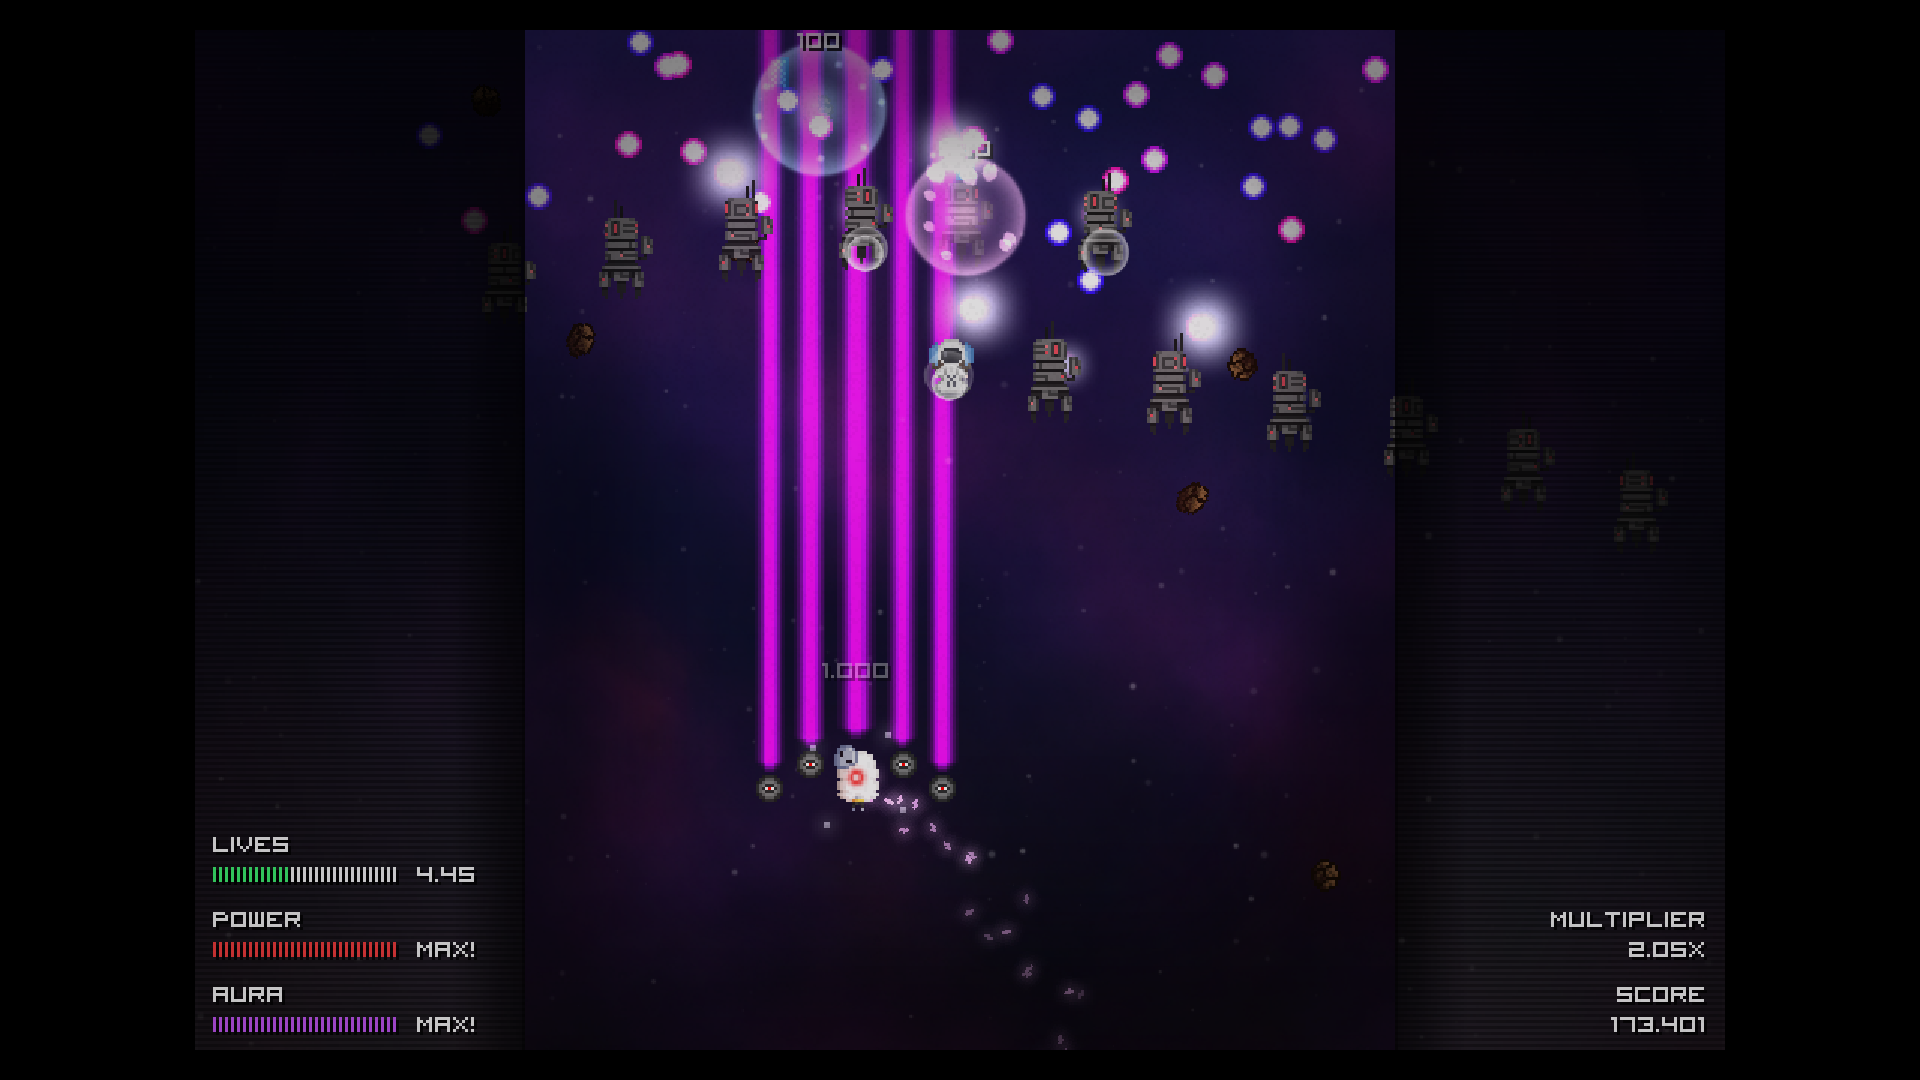 100
1.000
LIVES
4.45
POWER
MAX!
AURA
MAX!
MULTIPLIER
2.05X
SCORE
173.401